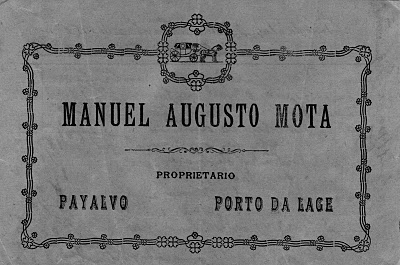 MANUEL AUGUSTO MOTA
PROPRIETARIO
PAYALVO PORTO DA LAGE